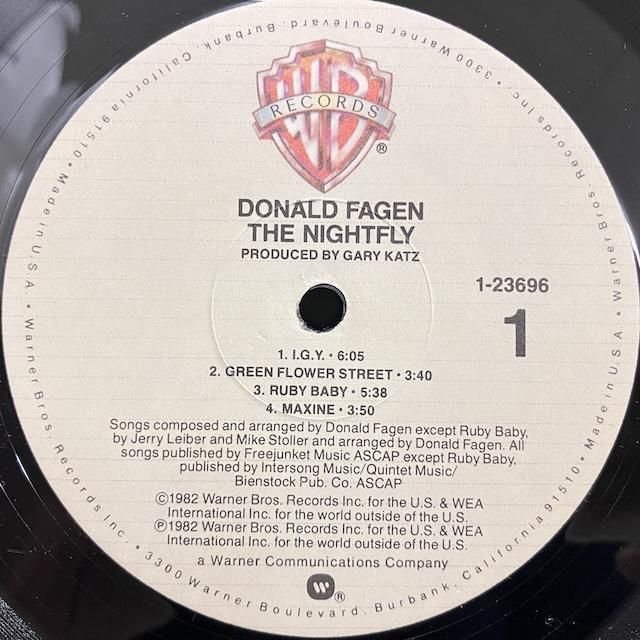 WB
RECORDS
®
DONALD FAGEN
THE NIGHTFLY
PRODUCED BY GARY KATZ
1-23696
1
1. I.G.Y. • 6:05
2. GREEN FLOWER STREET • 3:40
3. RUBY BABY • 5:38
4. MAXINE • 3:50
Songs composed and arranged by Donald Fagen except Ruby Baby,
by Jerry Leiber and Mike Stoller and arranged by Donald Fagen. All
songs published by Freejunket Music ASCAP except Ruby Baby,
published by Intersong Music/Quintet Music/
Bienstock Pub. Co. ASCAP
©1982 Warner Bros. Records Inc. for the U.S. & WEA
International Inc. for the world outside of the U.S.
℗1982 Warner Bros. Records Inc. for the U.S. & WEA
International Inc. for the world outside of the U.S.
a Warner Communications Company
®
Made in U.S.A. • Warner Bros. Records Inc. • 3300 Warner Boulevard, Burbank, California 91510 • Made in U.S.A. • Warner Bros. Records Inc. • 3300 Warner Boulevard, Burbank, California 91510 •